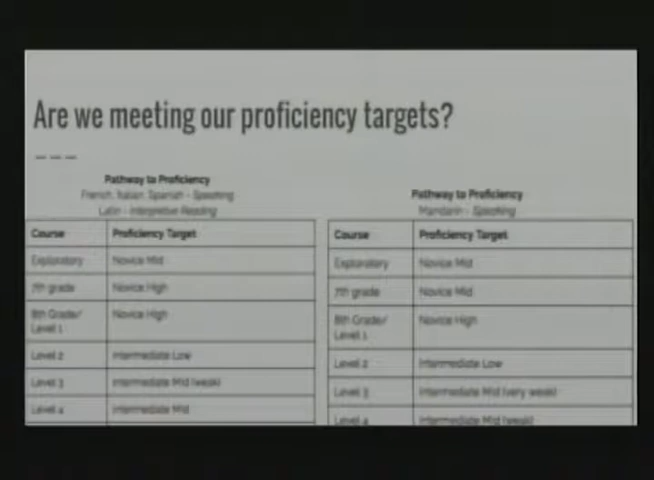 Are we meeting our proficiency targets?
Pathway to Proficiency
French, Italian, Spanish - Speaking
Latin - Interpretive Reading
Course Proficiency Target
Exploratory Novice Mid
7th grade Novice High
8th Grade/
Level 1 Novice High
Level 2 Intermediate Low
Level 3 Intermediate Mid (weak)
Level 4 Intermediate Mid
Pathway to Proficiency
Mandarin - Speaking
Course Proficiency Target
Exploratory Novice Mid
7th grade Novice Mid
8th Grade/
Level 1 Novice High
Level 2 Intermediate Low
Level 3 Intermediate Mid (very weak)
Level 4 Intermediate Mid (weak)